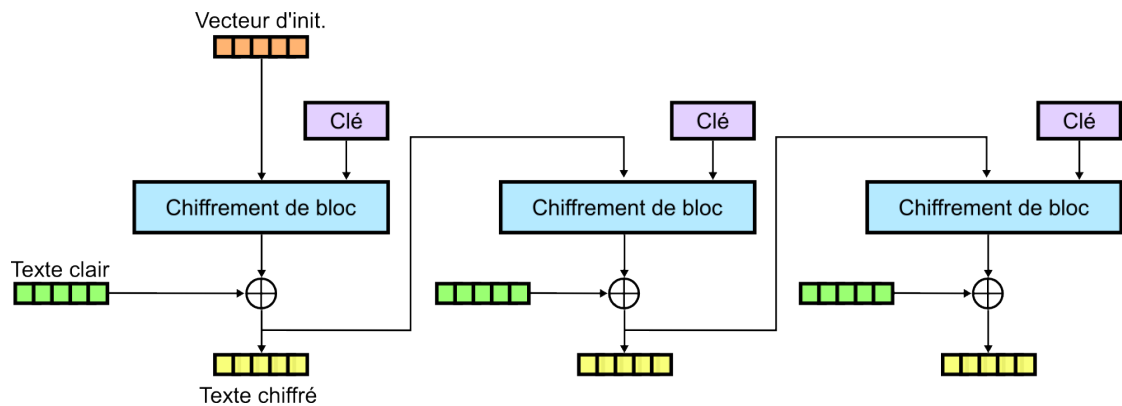 Vecteur d'init.
Clé
Clé
Clé
Chiffrement de bloc
Chiffrement de bloc
Chiffrement de bloc
Texte clair
Texte chiffré